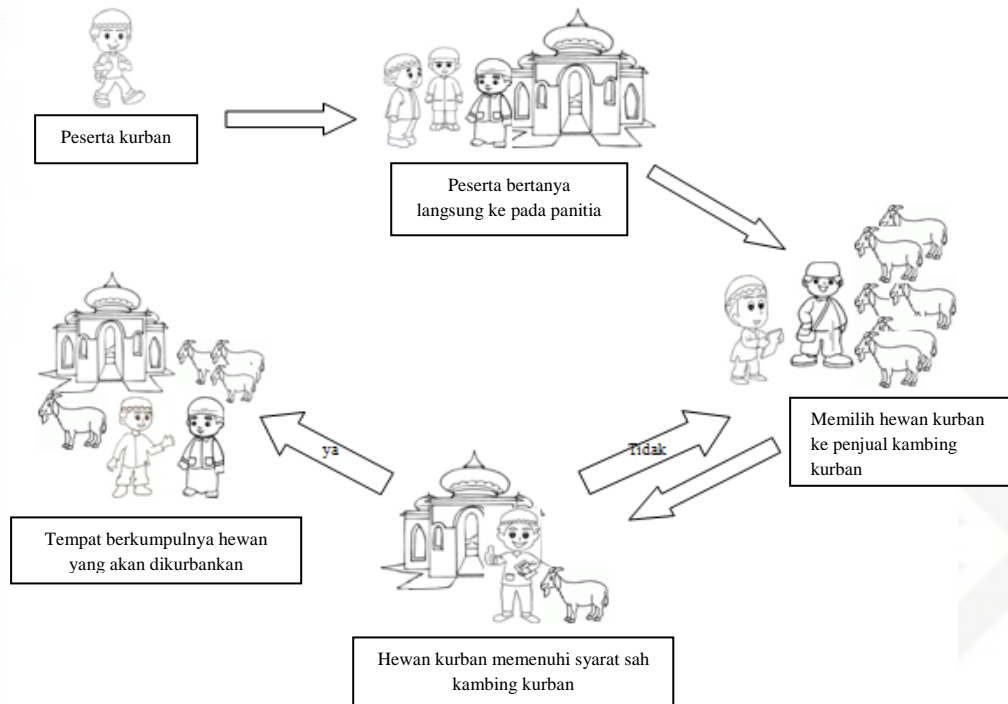 Peserta kurban
Peserta bertanya
langsung ke pada panitia
Memilih hewan kurban
ke penjual kambing
kurban
Tidak
ya
Hewan kurban memenuhi syarat sah
kambing kurban
Tempat berkumpulnya hewan
yang akan dikurbankan